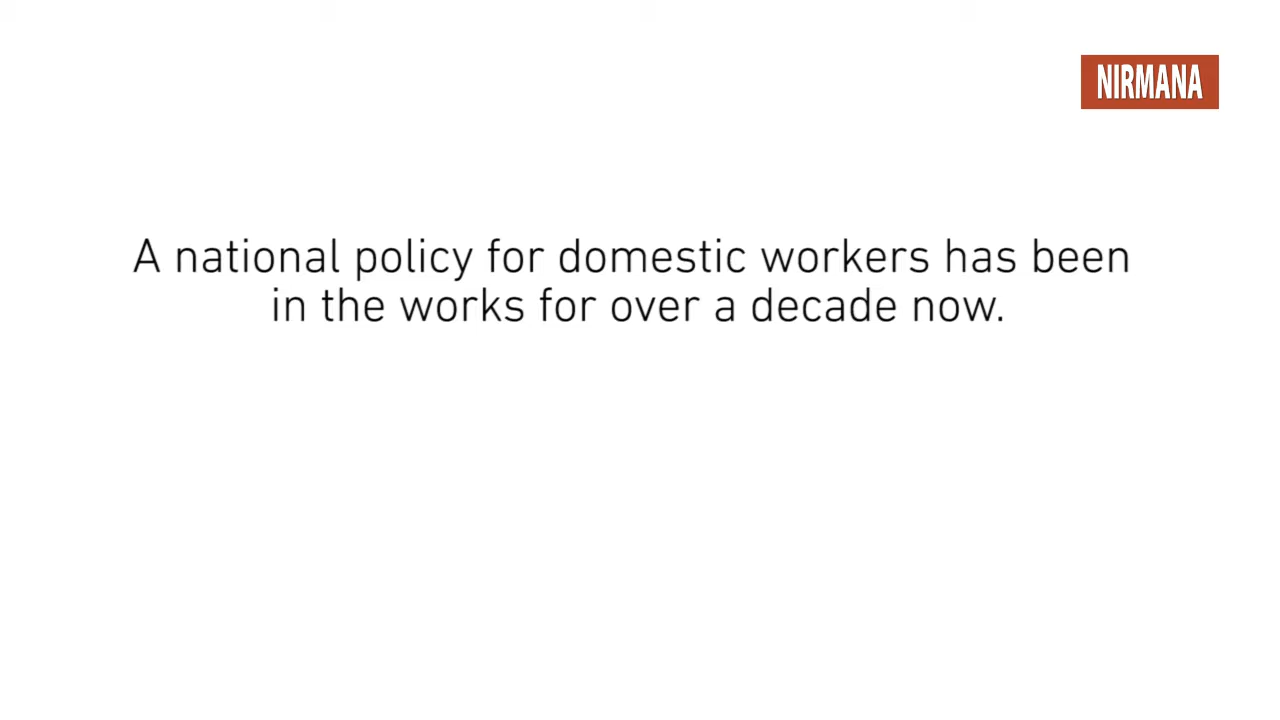 NIRMANA
A national policy for domestic workers has been
in the works for over a decade now.